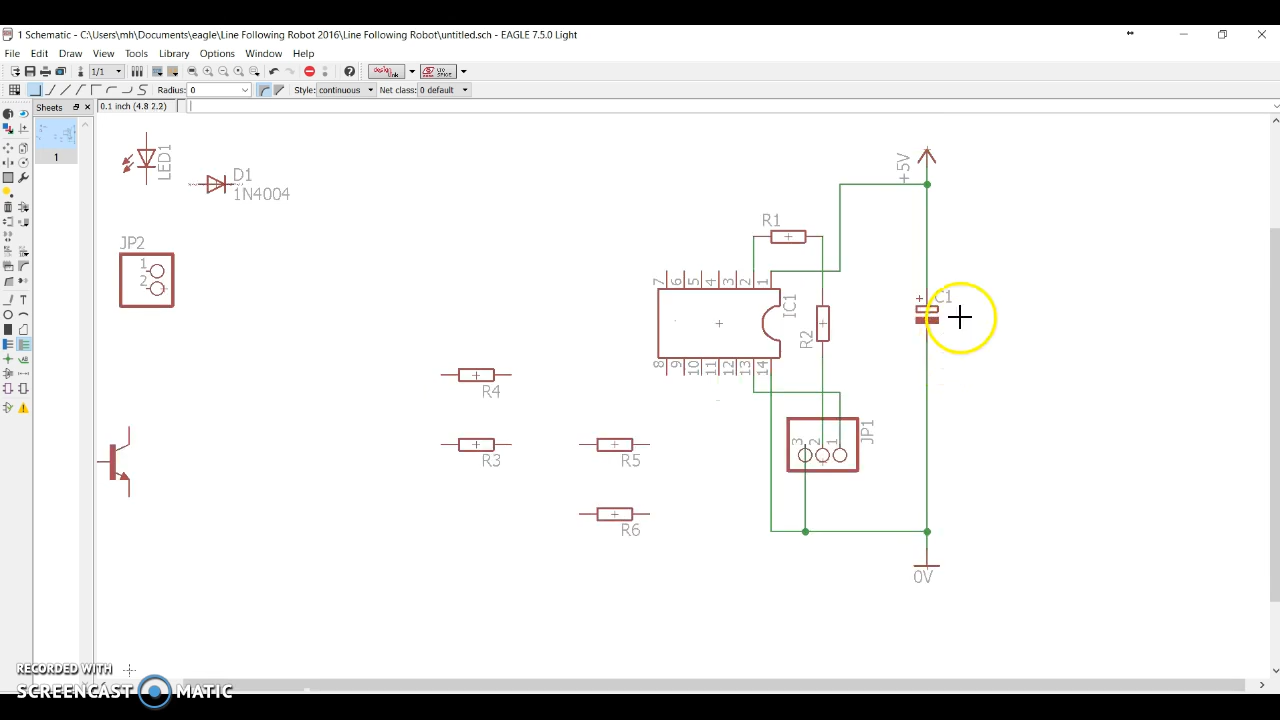 1 Schematic - C:\Users\mh\Documents\eagle\Line Following Robot 2016\Line Following Robot\untitled.sch - EAGLE 7.5.0 Light
File Edit Draw View Tools Library Options Window Help
1/1
design link
Radius: 0
Style: continuous
Net class: 0 default
Sheets
0.1 inch (4.8 2.2)
1
LED1
D1
1N4004
JP2
1
2
+5V
R1
7 6 5 4 3 2 1
IC1
R2
+
C1
8 9 10 11 12 13 14
R4
R3
R5
R6
3 2 1
JP1
0V
RECORDED WITH
SCREENCAST MATIC